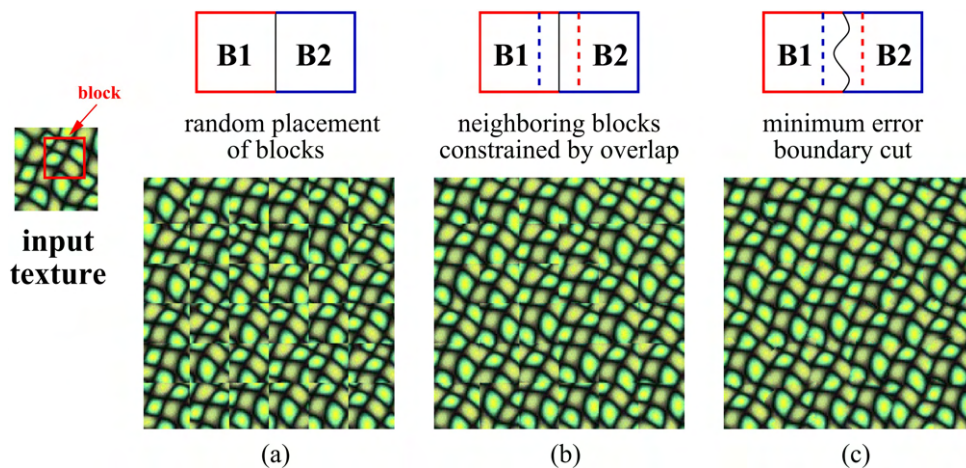 block
input
texture
B1 B2
random placement
of blocks
(a)
B1 B2
neighboring blocks
constrained by overlap
(b)
B1 B2
minimum error
boundary cut
(c)